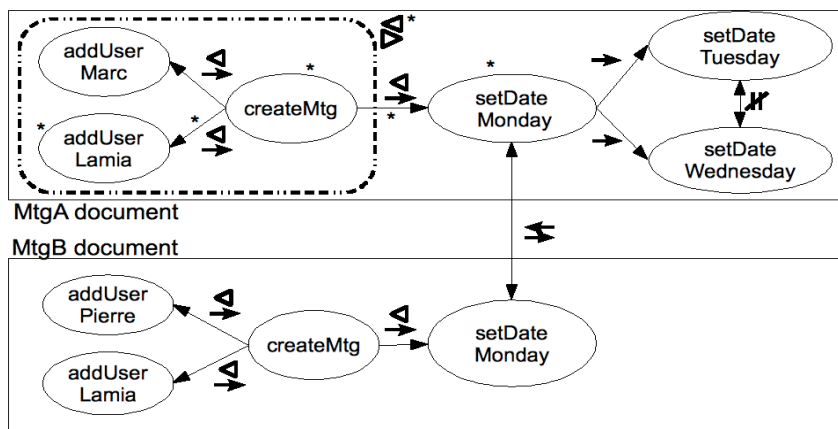 addUser
Marc
addUser
Lamia
createMtg
setDate
Monday
setDate
Tuesday
setDate
Wednesday
MtgA document
MtgB document
addUser
Pierre
addUser
Lamia
createMtg
setDate
Monday